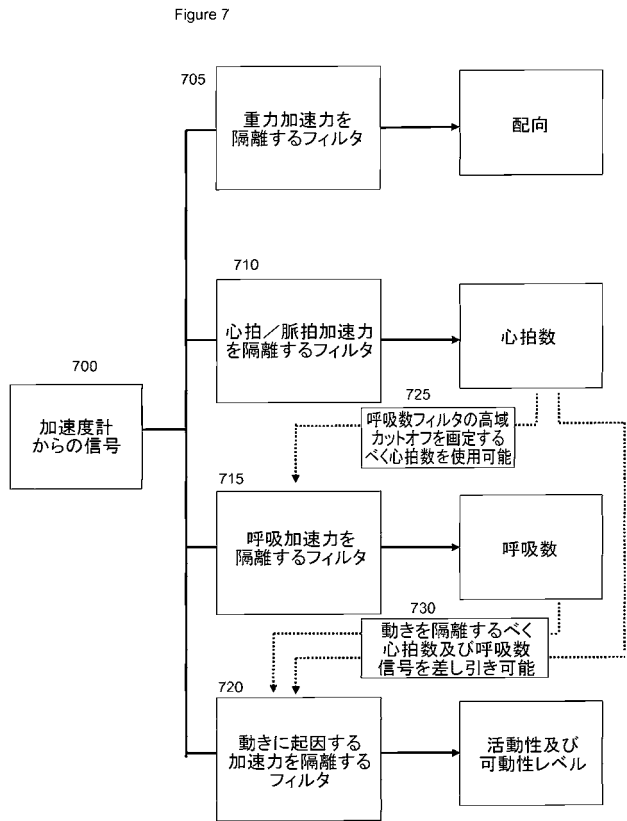 Figure 7
705
重力加速力を
隔離するフィルタ
配向
710
心拍／脈拍加速力
を隔離するフィルタ
心拍数
700
加速度計
からの信号
725
呼吸数フィルタの高域
カットオフを画定する
べく心拍数を使用可能
715
呼吸加速力を
隔離するフィルタ
呼吸数
730
動きを隔離するべく
心拍数及び呼吸数
信号を差し引き可能
720
動きに起因する
加速力を隔離する
フィルタ
活動性及び
可動性レベル